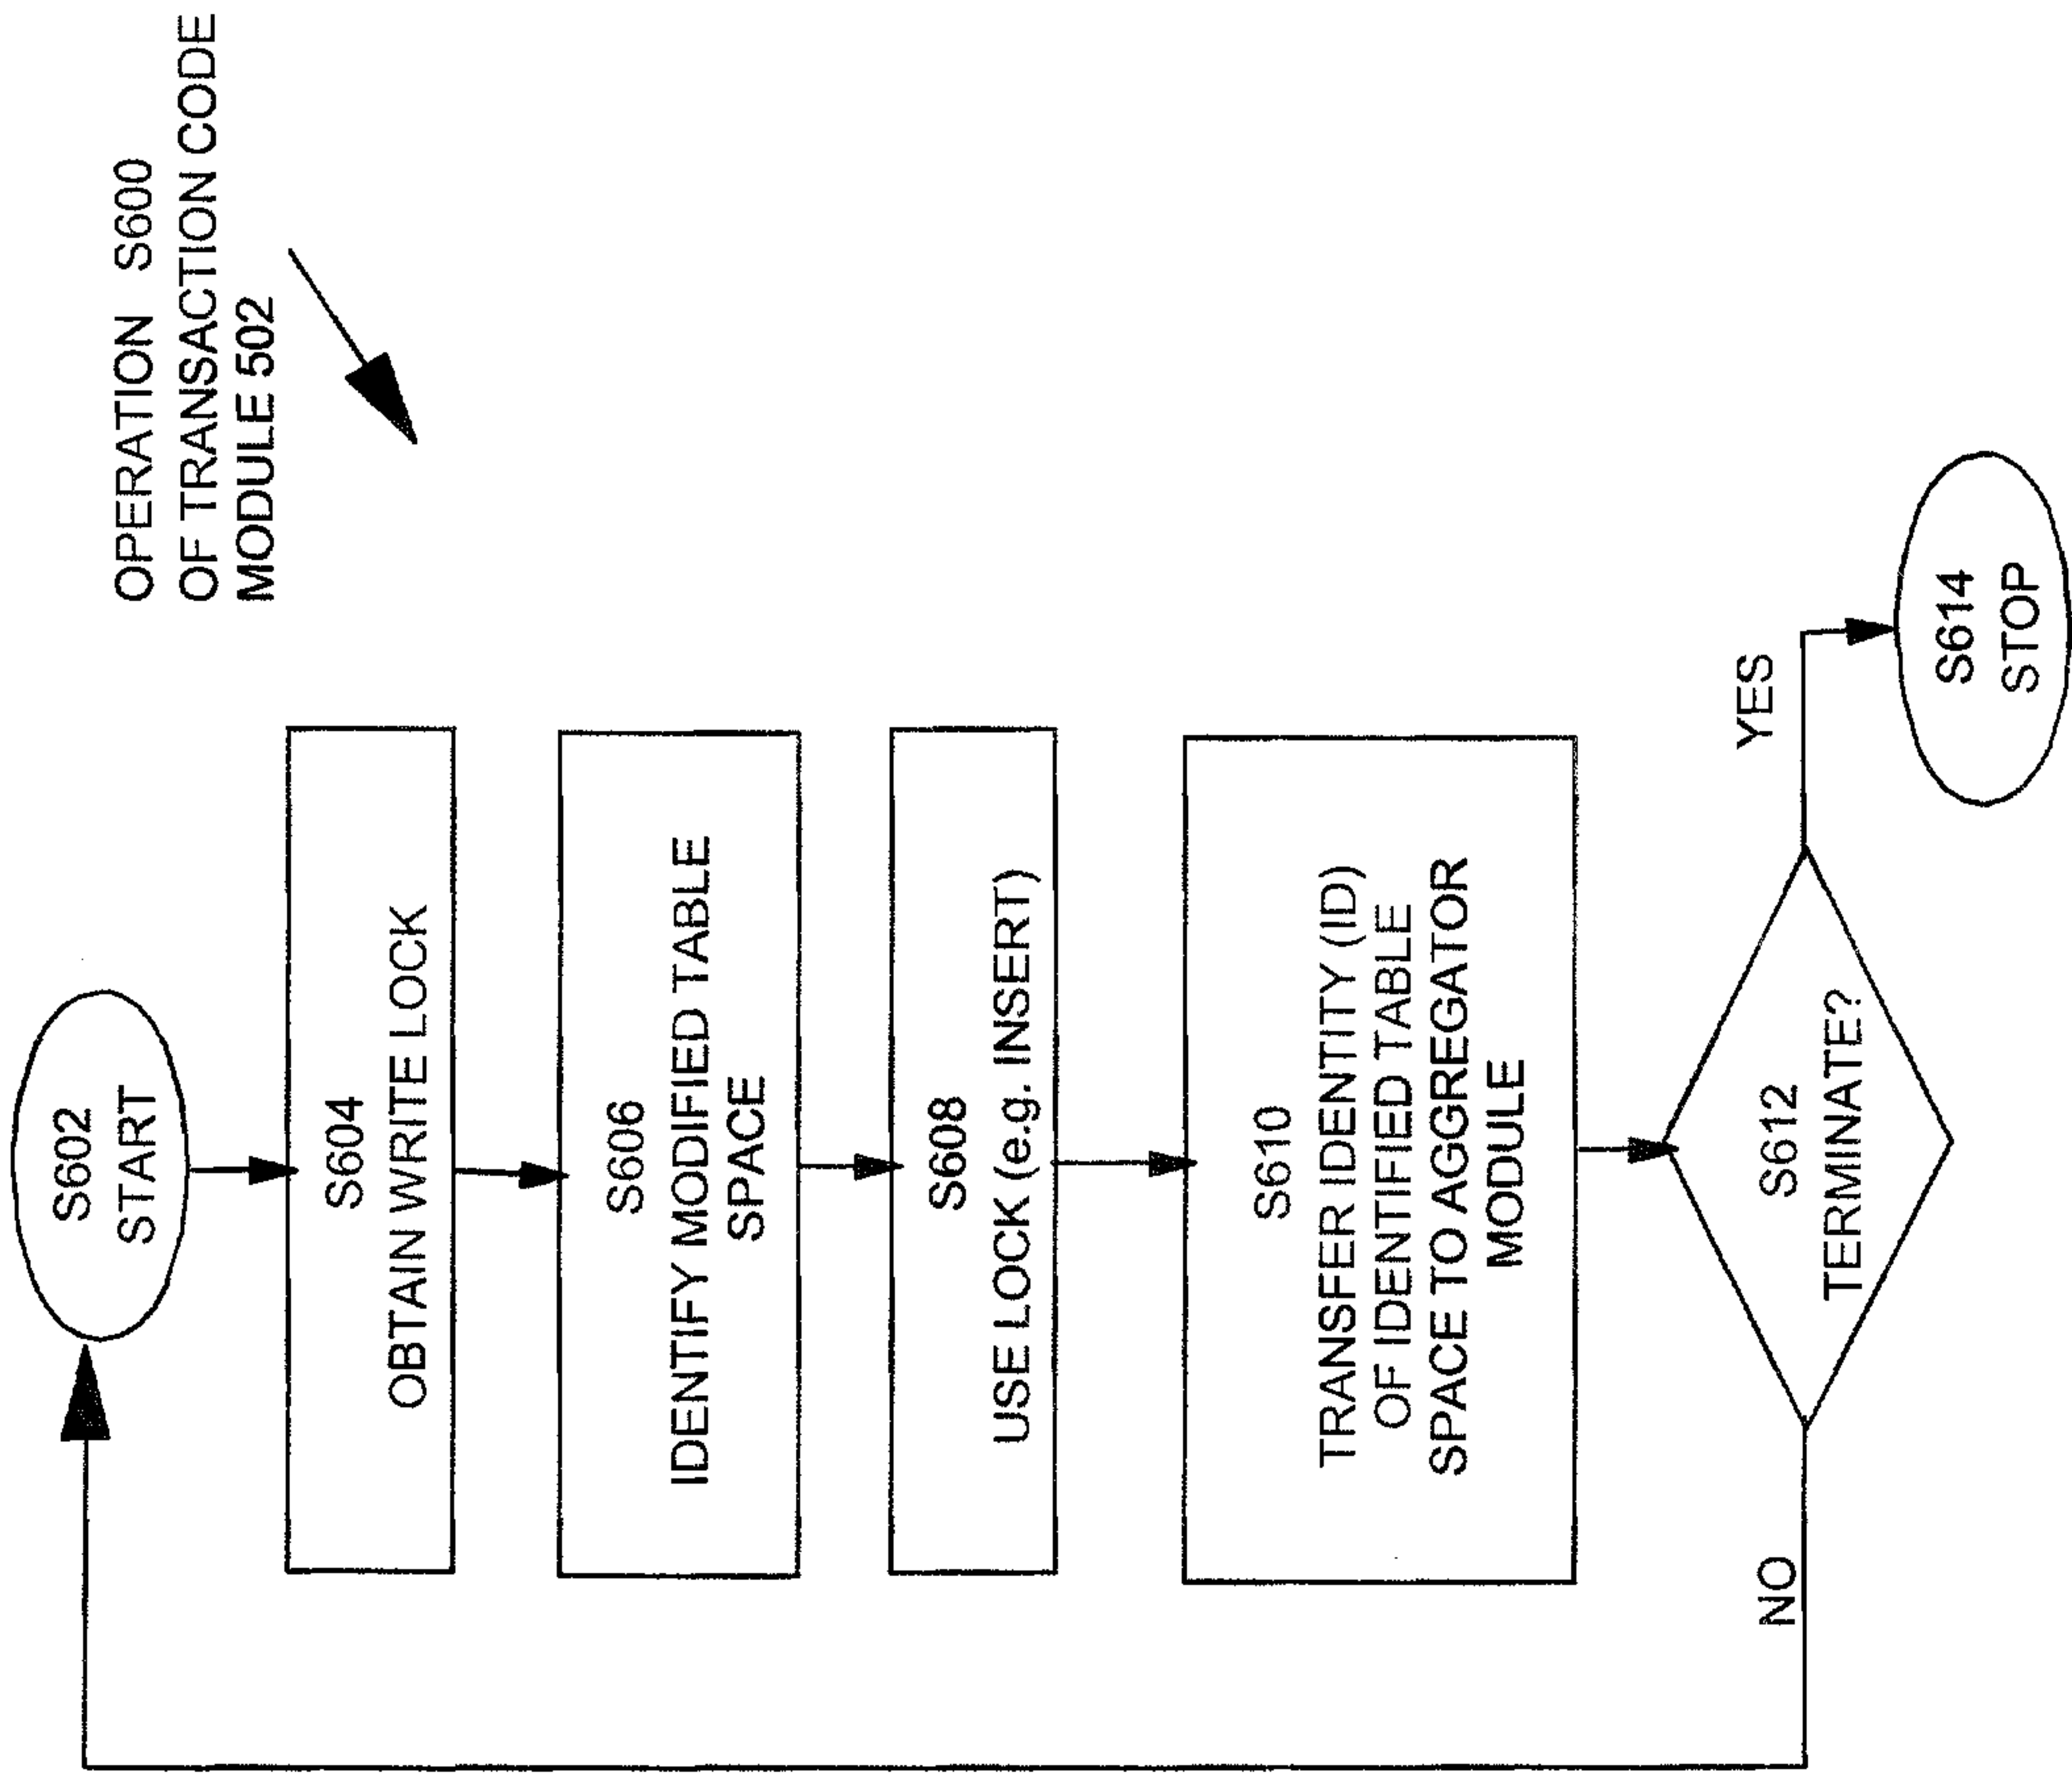 OPERATION S600
OF TRANSACTION CODE
MODULE 502
S602
START
S604
OBTAIN WRITE LOCK
S606
IDENTIFY MODIFIED TABLE
SPACE
S608
USE LOCK (e.g. INSERT)
S610
TRANSFER IDENTITY (ID)
OF IDENTIFIED TABLE
SPACE TO AGGREGATOR
MODULE
S612
TERMINATE?
NO
YES
S614
STOP